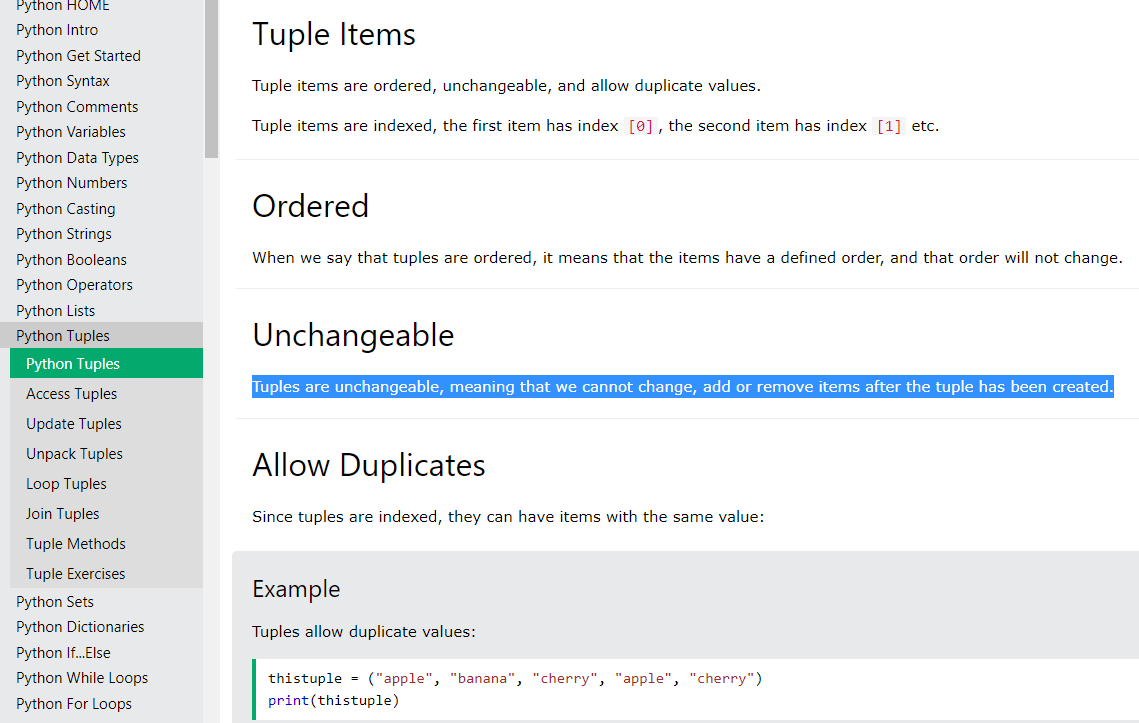 Python HOME
Python Intro
Python Get Started
Python Syntax
Python Comments
Python Variables
Python Data Types
Python Numbers
Python Casting
Python Strings
Python Booleans
Python Operators
Python Lists
Python Tuples
Python Tuples
Access Tuples
Update Tuples
Unpack Tuples
Loop Tuples
Join Tuples
Tuple Methods
Tuple Exercises
Python Sets
Python Dictionaries
Python If...Else
Python While Loops
Python For Loops
Tuple Items
Tuple items are ordered, unchangeable, and allow duplicate values.
Tuple items are indexed, the first item has index [0], the second item has index [1] etc.
Ordered
When we say that tuples are ordered, it means that the items have a defined order, and that order will not change.
Unchangeable
Tuples are unchangeable, meaning that we cannot change, add or remove items after the tuple has been created.
Allow Duplicates
Since tuples are indexed, they can have items with the same value:
Example
Tuples allow duplicate values:
thistuple = ("apple", "banana", "cherry", "apple", "cherry")
print(thistuple)